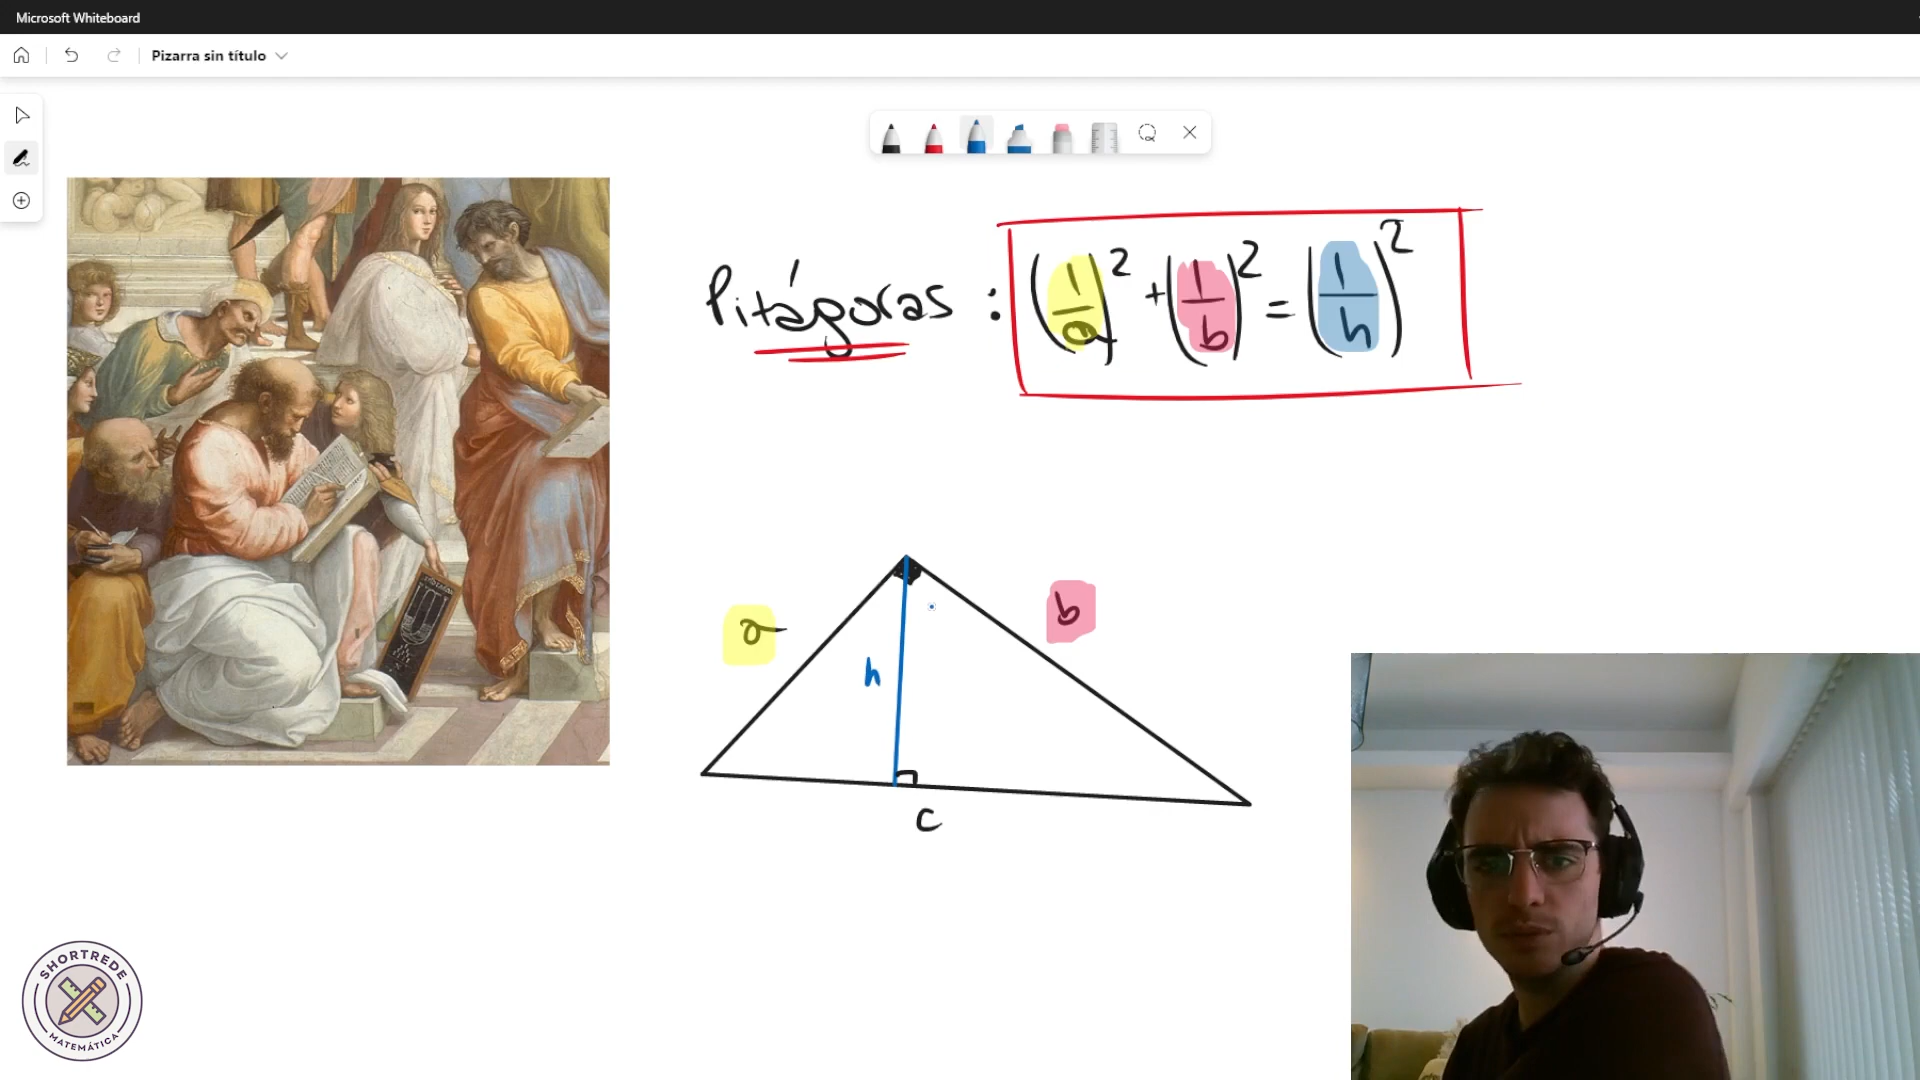 Microsoft Whiteboard
Pizarra sin título
Pitágoras : (1/a)² + (1/b)² = (1/h)²
a
b
h
c
SHORTREDE
MATEMÁTICA